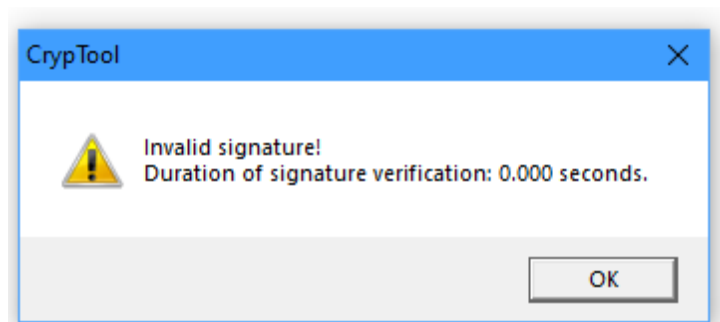 CrypTool
Invalid signature!
Duration of signature verification: 0.000 seconds.
OK